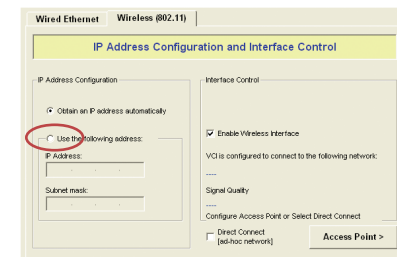 Wired Ethernet Wireless (802.11)
IP Address Configuration and Interface Control
IP Address Configuration
Obtain an IP address automatically
Use the following address:
IP Address:
Subnet mask:
Interface Control
Enable Wireless Interface
VCI is configured to connect to the following network:
----
Signal Quality
----
Configure Access Point or Select Direct Connect
Direct Connect
[ad-hoc network]
Access Point >